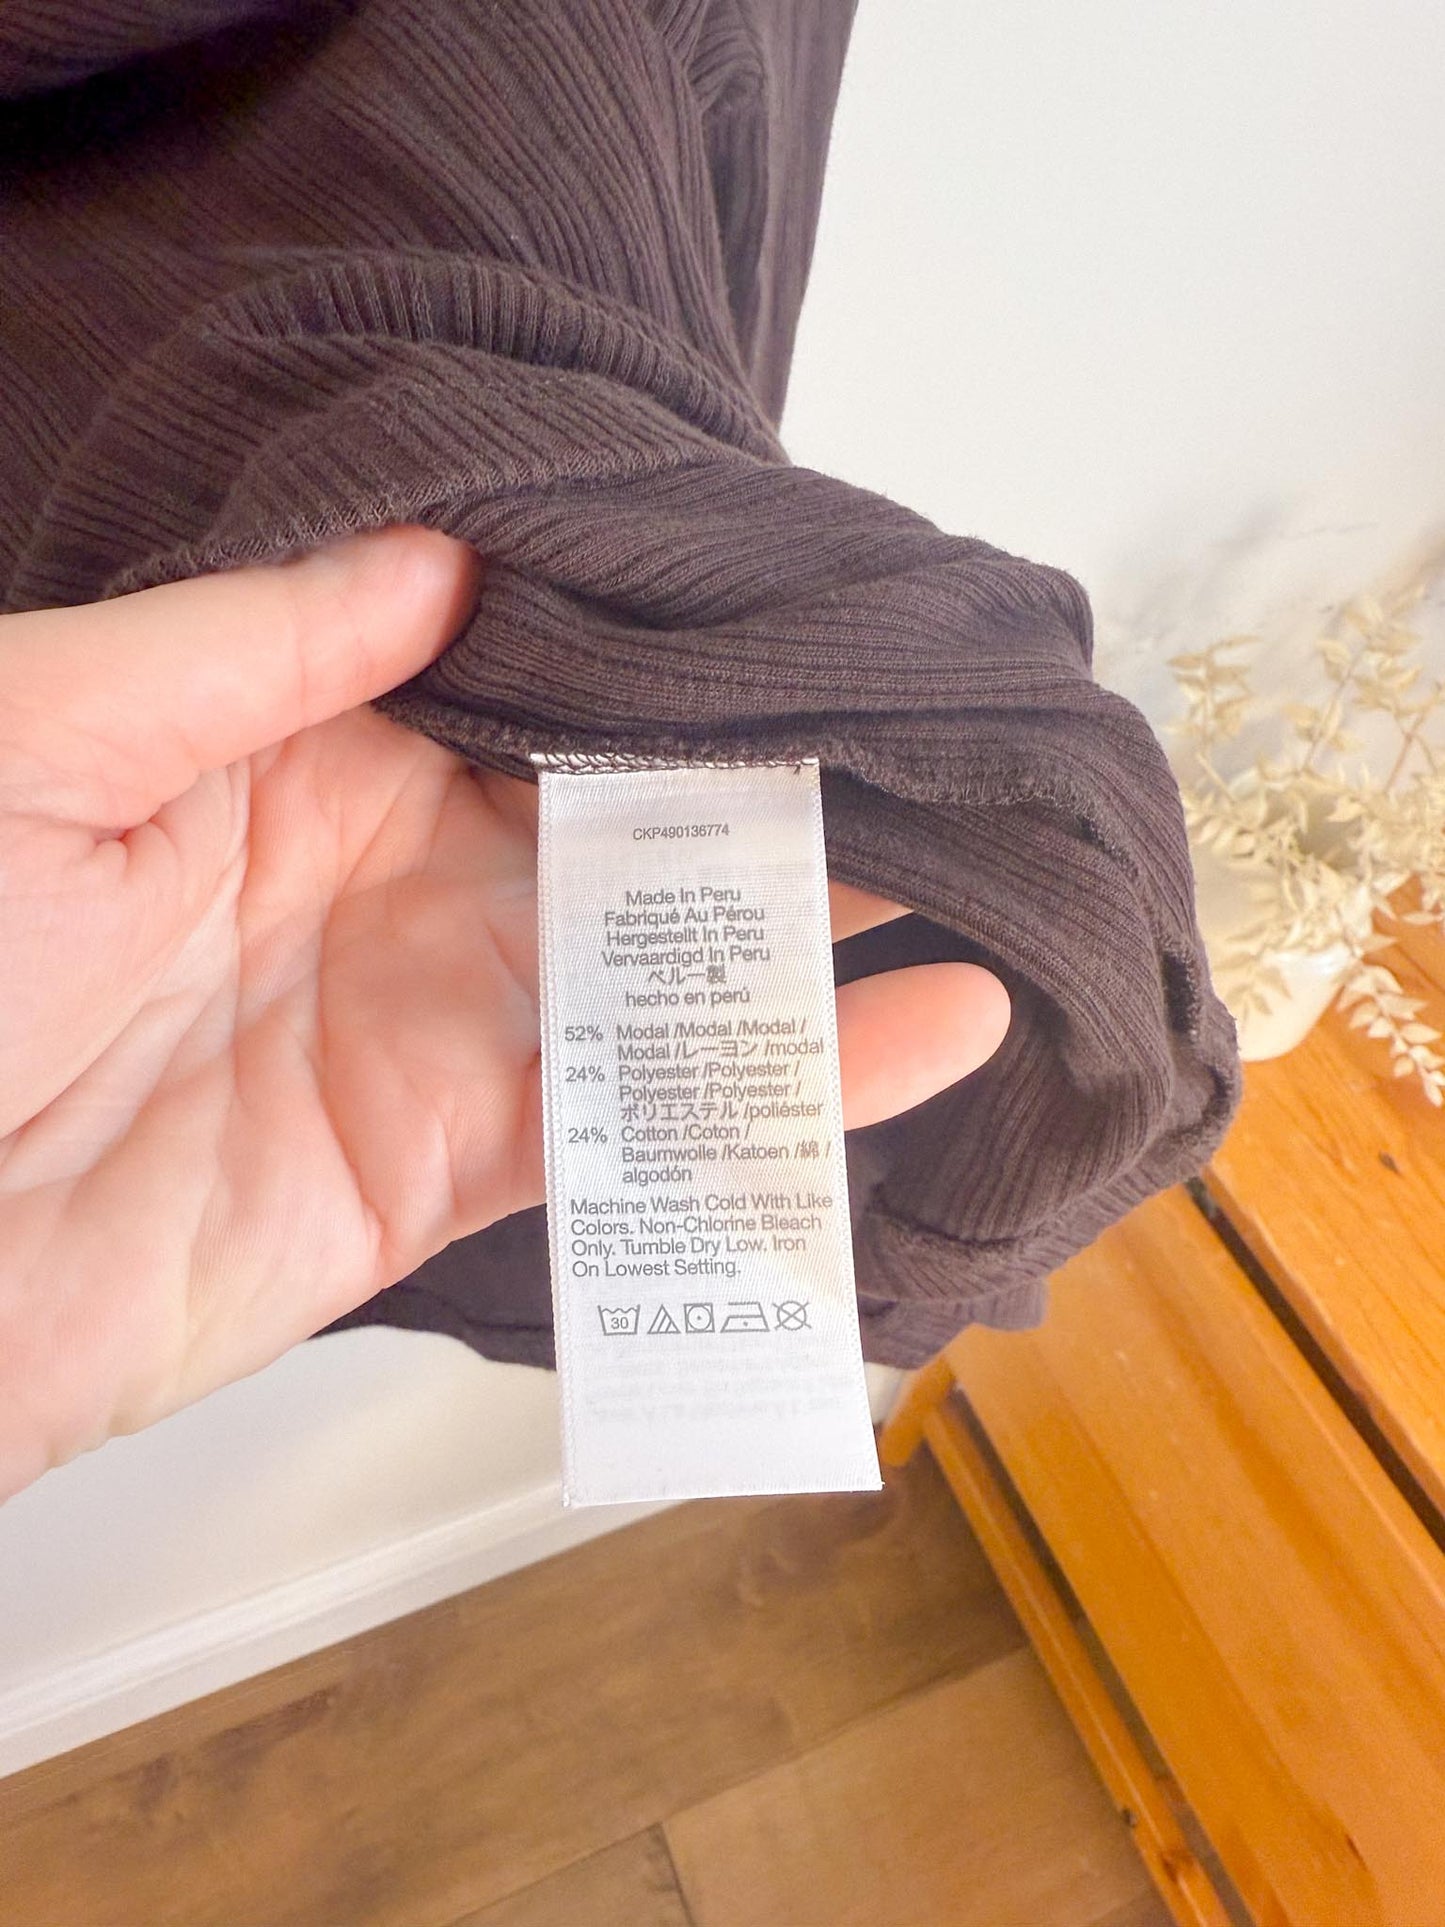 CKP490136774
Made In Peru
Fabriqué Au Pérou
Hergestellt In Peru
Vervaardigd In Peru
ペルー製
hecho en perú
52% Modal /Modal /Modal /
Modal /レーヨン /modal
24% Polyester /Polyester /
Polyester /Polyester /
ポリエステル /poliéster
24% Cotton /Coton /
Baumwolle /Katoen /綿 /
algodón
Machine Wash Cold With Like
Colors. Non-Chlorine Bleach
Only. Tumble Dry Low. Iron
On Lowest Setting.
30